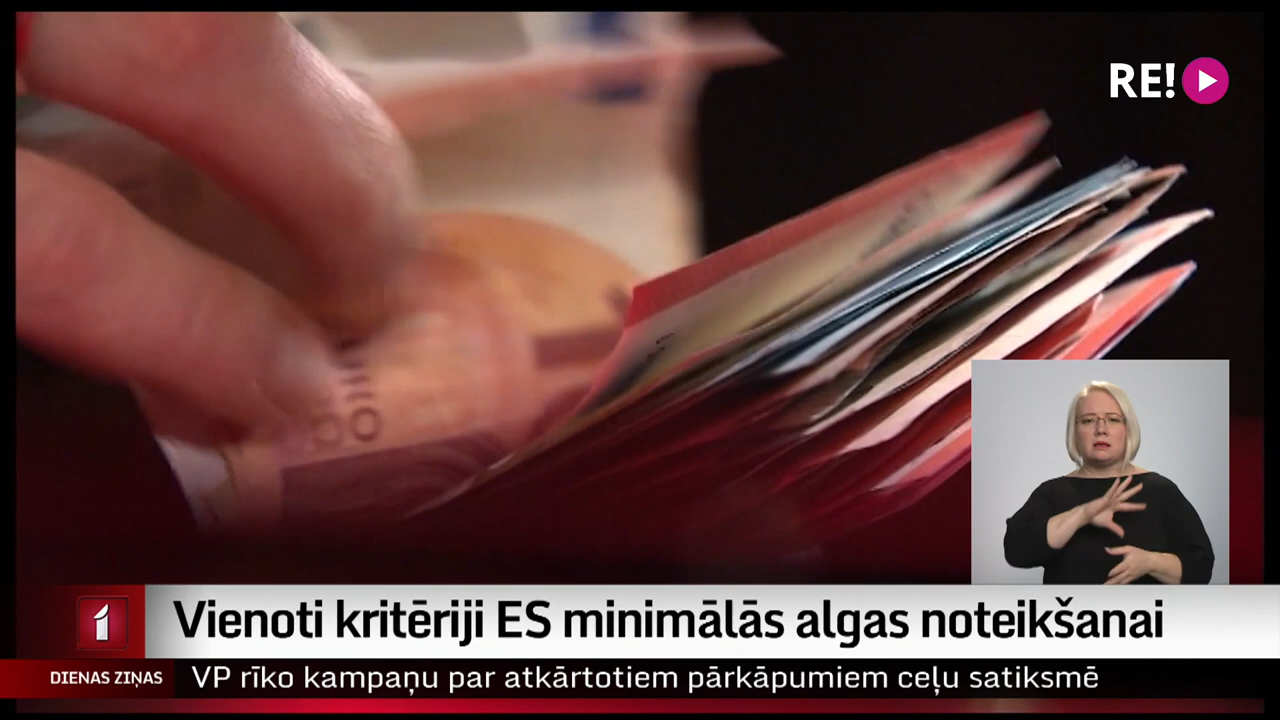 RE!
1
Vienoti kritēriji ES minimālās algas noteikšanai
DIENAS ZIŅAS
VP rīko kampaņu par atkārtotiem pārkāpumiem ceļu satiksmē